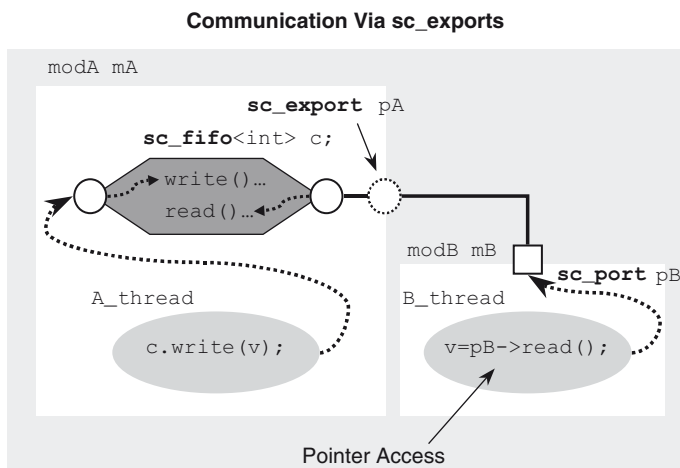 Communication Via sc_exports
modA mA
sc_export pA
sc_fifo<int> c;
write()…
read()…
modB mB
sc_port pB
A_thread
B_thread
c.write(v);
v=pB->read();
Pointer Access